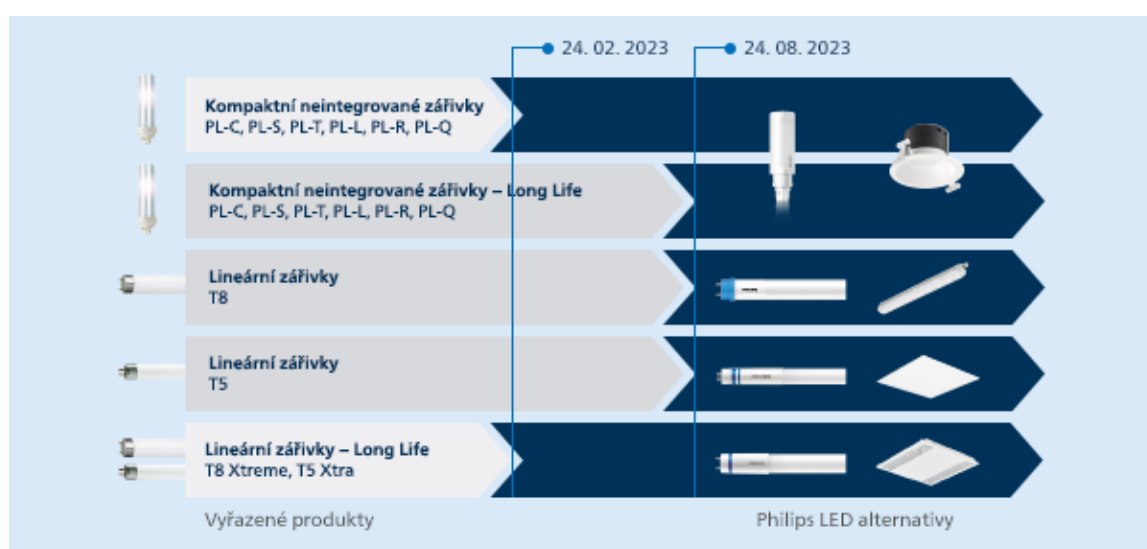 24. 02. 2023
24. 08. 2023
Kompaktní neintegrované zářivky
PL-C, PL-S, PL-T, PL-L, PL-R, PL-Q
Kompaktní neintegrované zářivky – Long Life
PL-C, PL-S, PL-T, PL-L, PL-R, PL-Q
Lineární zářivky
T8
Lineární zářivky
T5
Lineární zářivky – Long Life
T8 Xtreme, T5 Xtra
Vyřazené produkty
Philips LED alternativy